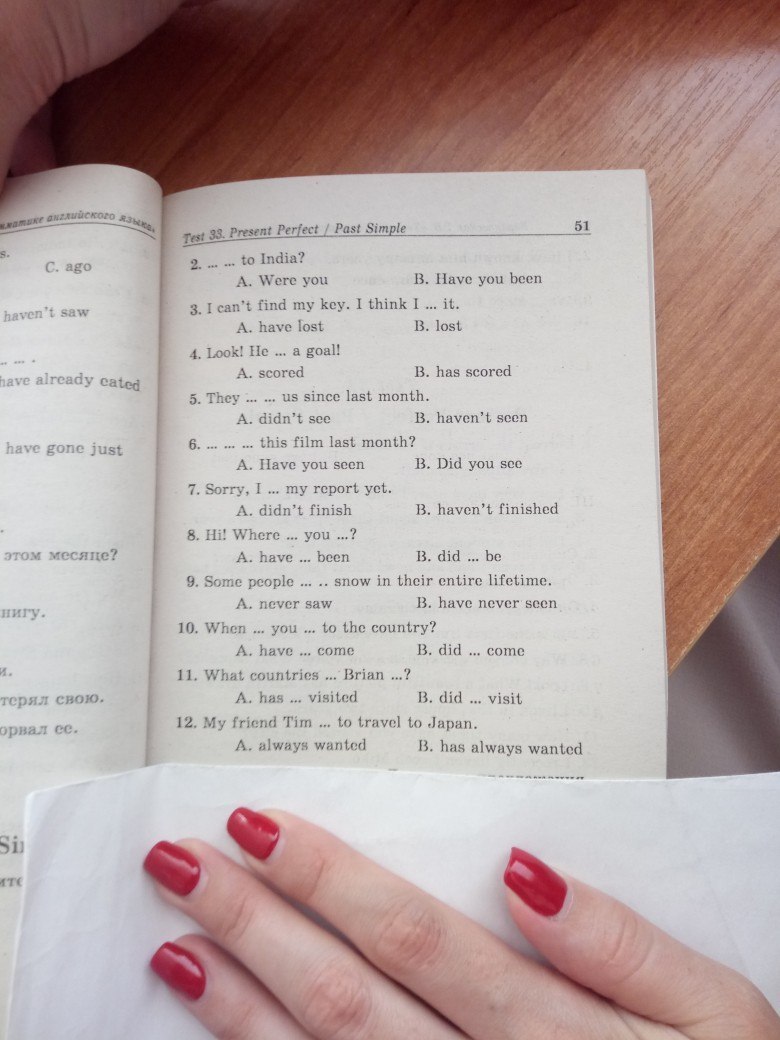 мматике английского языка.
s.
C. ago
haven't saw
... ... .
have already eated
have gone just
.
этом месяце?
нигу.
и.
терял свою.
орвал ее.
Si
ите
Test 33. Present Perfect / Past Simple 51
2. ... ... to India?
A. Were you B. Have you been
3. I can't find my key. I think I ... it.
A. have lost B. lost
4. Look! He ... a goal!
A. scored B. has scored
5. They ... ... us since last month.
A. didn't see B. haven't seen
6. ... ... ... this film last month?
A. Have you seen B. Did you see
7. Sorry, I ... my report yet.
A. didn't finish B. haven't finished
8. Hi! Where ... you ...?
A. have ... been B. did ... be
9. Some people ... .. snow in their entire lifetime.
A. never saw B. have never seen
10. When ... you ... to the country?
A. have ... come B. did ... come
11. What countries ... Brian ...?
A. has ... visited B. did ... visit
12. My friend Tim ... to travel to Japan.
A. always wanted B. has always wanted